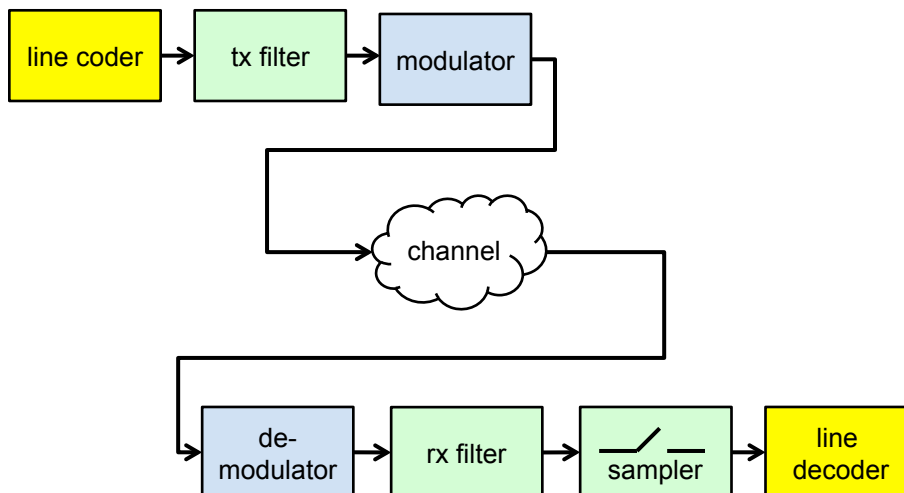 line coder
tx filter
modulator
channel
de-
modulator
rx filter
sampler
line
decoder